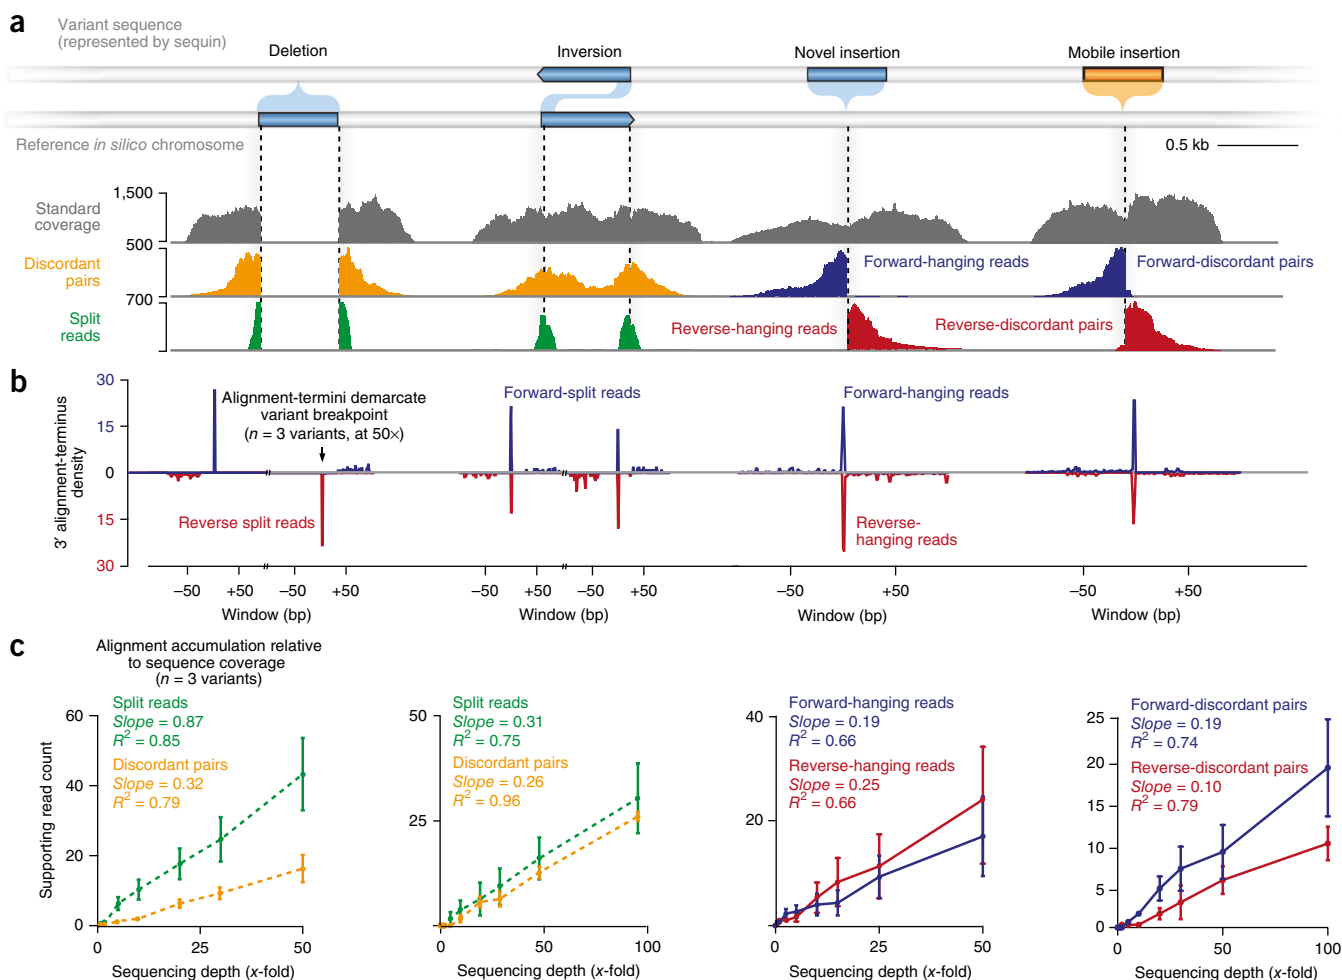 a
Variant sequence
(represented by sequin)
Deletion
Inversion
Novel insertion
Mobile insertion
Reference in silico chromosome
0.5 kb
Standard
coverage
1,500
500
Discordant
pairs
Forward-hanging reads
Forward-discordant pairs
700
Split
reads
Reverse-hanging reads
Reverse-discordant pairs
b
3′ alignment-terminus
density
30
15
0
15
30
Alignment-termini demarcate
variant breakpoint
(n = 3 variants, at 50×)
Reverse split reads
Forward-split reads
Forward-hanging reads
Reverse-
hanging reads
–50 +50 –50 +50
Window (bp)
–50 +50 –50 +50
Window (bp)
–50 +50
Window (bp)
–50 +50
Window (bp)
c
Alignment accumulation relative
to sequence coverage
(n = 3 variants)
Supporting read count
Split reads
Slope = 0.87
R2 = 0.85
Discordant pairs
Slope = 0.32
R2 = 0.79
60
40
20
0
0 25 50
Sequencing depth (x-fold)
Split reads
Slope = 0.31
R2 = 0.75
Discordant pairs
Slope = 0.26
R2 = 0.96
50
25
0
0 50 100
Sequencing depth (x-fold)
Forward-hanging reads
Slope = 0.19
R2 = 0.66
Reverse-hanging reads
Slope = 0.25
R2 = 0.66
40
20
0
0 25 50
Sequencing depth (x-fold)
Forward-discordant pairs
Slope = 0.19
R2 = 0.74
Reverse-discordant pairs
Slope = 0.10
R2 = 0.79
25
20
15
10
5
0
0 50 100
Sequencing depth (x-fold)